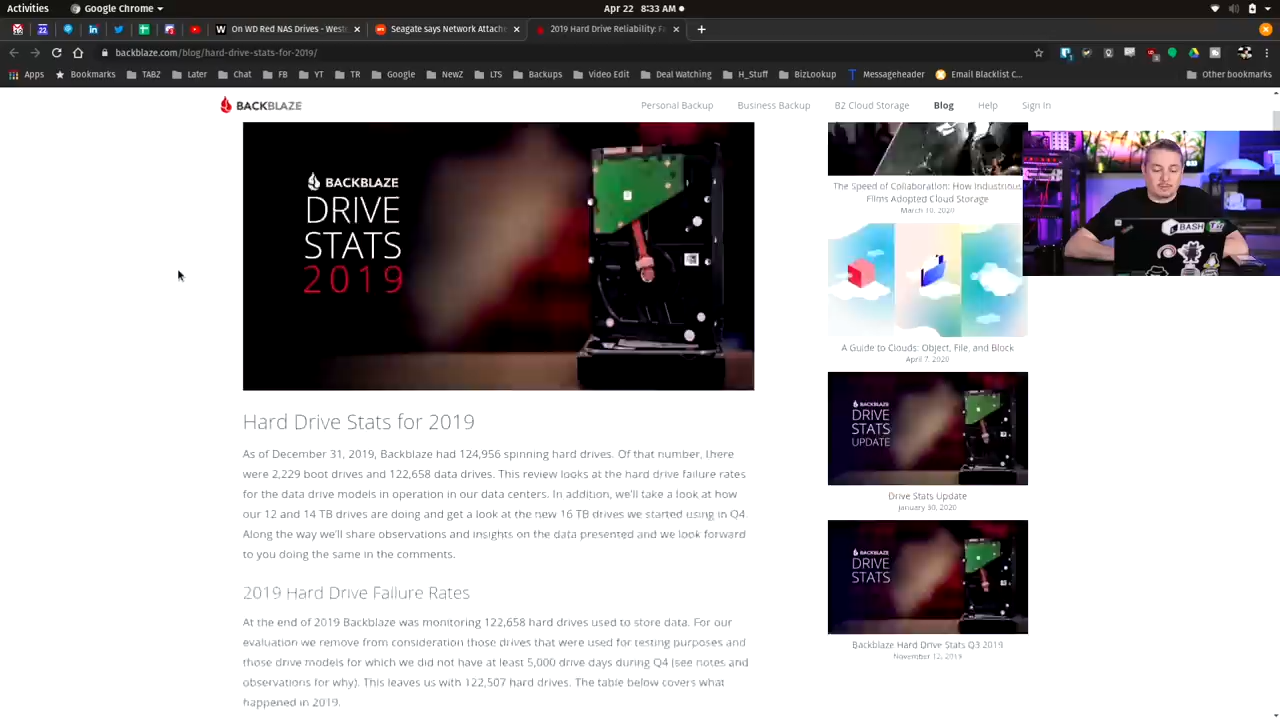 Activities
Google Chrome
Apr 22 8:33 AM
22
W On WD Red NAS Drives - Weste
Seagate says Network Attach
2019 Hard Drive Reliability: Fa
backblaze.com/blog/hard-drive-stats-for-2019/
Apps Bookmarks TABZ Later Chat FB YT TR Google NewZ LTS Backups Video Edit Deal Watching H_Stuff BizLookup Messageheader Email Blacklist C... Other bookmarks
BACKBLAZE
Personal Backup Business Backup B2 Cloud Storage Blog Help Sign In
BACKBLAZE
DRIVE
STATS
2019
Hard Drive Stats for 2019
As of December 31, 2019, Backblaze had 124,956 spinning hard drives. Of that number, there
were 2,229 boot drives and 122,658 data drives. This review looks at the hard drive failure rates
for the data drive models in operation in our data centers. In addition, we'll take a look at how
our 12 and 14 TB drives are doing and get a look at the new 16 TB drives we started using in Q4.
Along the way we'll share observations and insights on the data presented and we look forward
to you doing the same in the comments.
2019 Hard Drive Failure Rates
At the end of 2019 Backblaze was monitoring 122,658 hard drives used to store data. For our
evaluation we remove from consideration those drives that were used for testing purposes and
those drive models for which we did not have at least 5,000 drive days during Q4 (see notes and
observations for why). This leaves us with 122,507 hard drives. The table below covers what
happened in 2019.
The Speed of Collaboration: How Industrious
Films Adopted Cloud Storage
March 10, 2020
A Guide to Clouds: Object, File, and Block
April 7, 2020
BACKBLAZE
DRIVE
STATS
UPDATE
Drive Stats Update
January 30, 2020
BACKBLAZE
DRIVE
STATS
Backblaze Hard Drive Stats Q3 2019
November 12, 2019
BASH